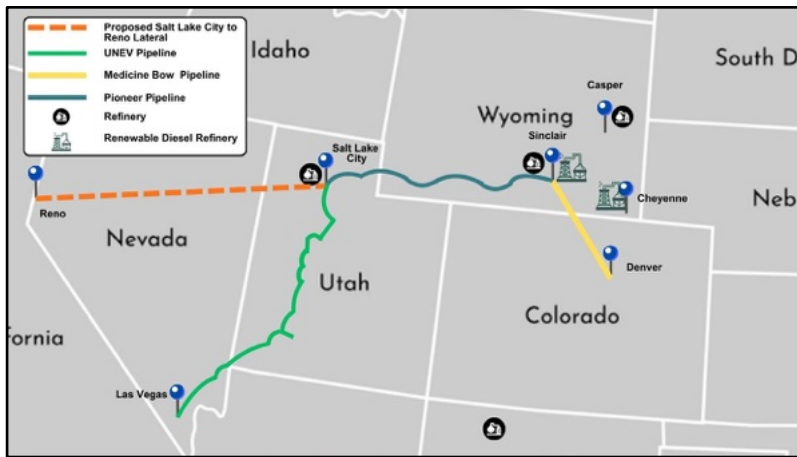 Proposed Salt Lake City to
Reno Lateral
UNEV Pipeline
Medicine Bow Pipeline
Pioneer Pipeline
Refinery
Renewable Diesel Refinery
Idaho
South D
Casper
Wyoming
Sinclair
Salt Lake
City
Cheyenne
Neb
Reno
Nevada
Utah
Denver
Colorado
fornia
Las Vegas